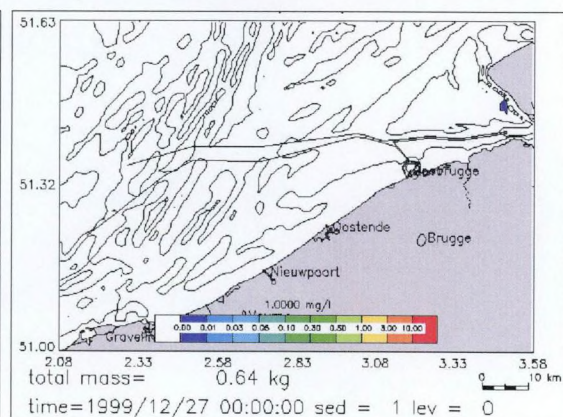 51.63
51.32
Zeebrugge
Oostende
Brugge
Nieuwpoort
1.0000 mg/l
0.00 0.01 0.03 0.05 0.10 0.30 0.50 1.00 3.00 10.00
51.00
2.08 2.33 2.58 2.83 3.08 3.33 3.58
total mass= 0.64 kg
0 10 km
time=1999/12/27 00:00:00 sed = 1 lev = 0